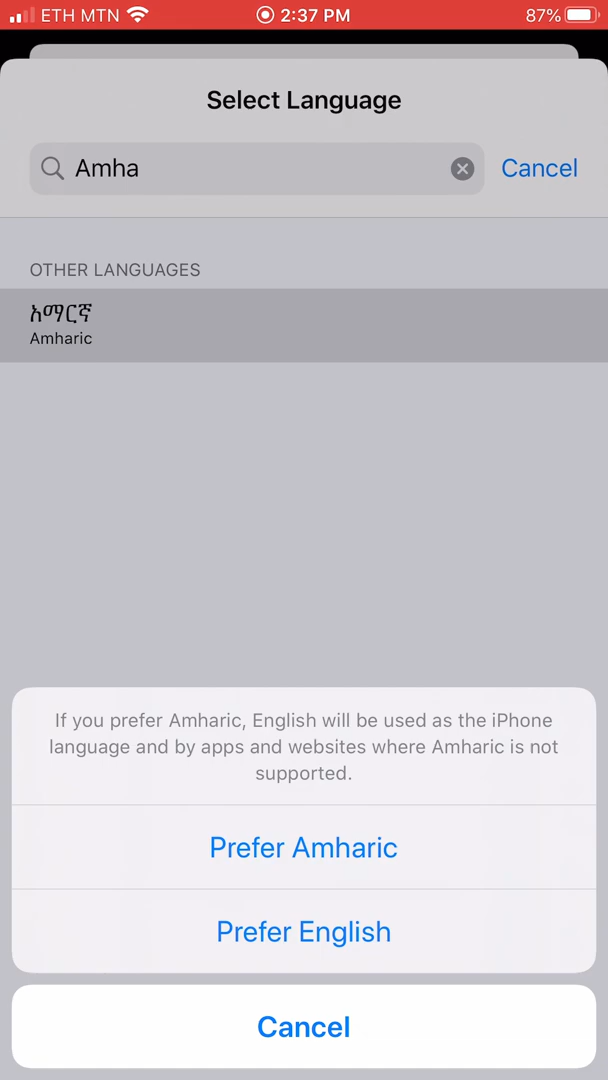 ETH MTN 2:37 PM 87%
Select Language
Amha Cancel
OTHER LANGUAGES
አማርኛ
Amharic
If you prefer Amharic, English will be used as the iPhone
language and by apps and websites where Amharic is not
supported.
Prefer Amharic
Prefer English
Cancel